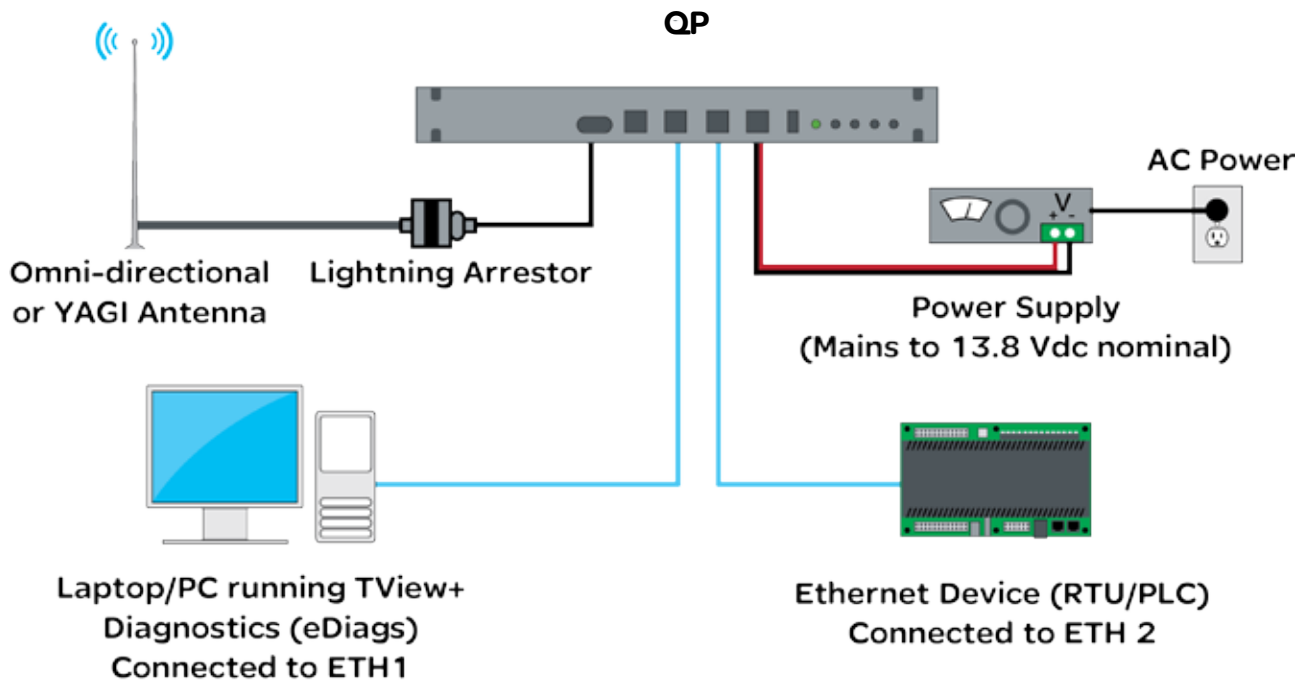 QP
AC Power
V
+ -
Omni-directional
or YAGI Antenna
Lightning Arrestor
Power Supply
(Mains to 13.8 Vdc nominal)
Laptop/PC running TView+
Diagnostics (eDiags)
Connected to ETH1
Ethernet Device (RTU/PLC)
Connected to ETH 2